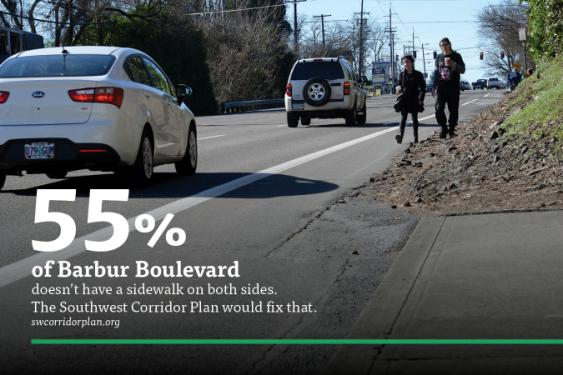 55%
of Barbur Boulevard
doesn't have a sidewalk on both sides.
The Southwest Corridor Plan would fix that.
swcorridorplan.org